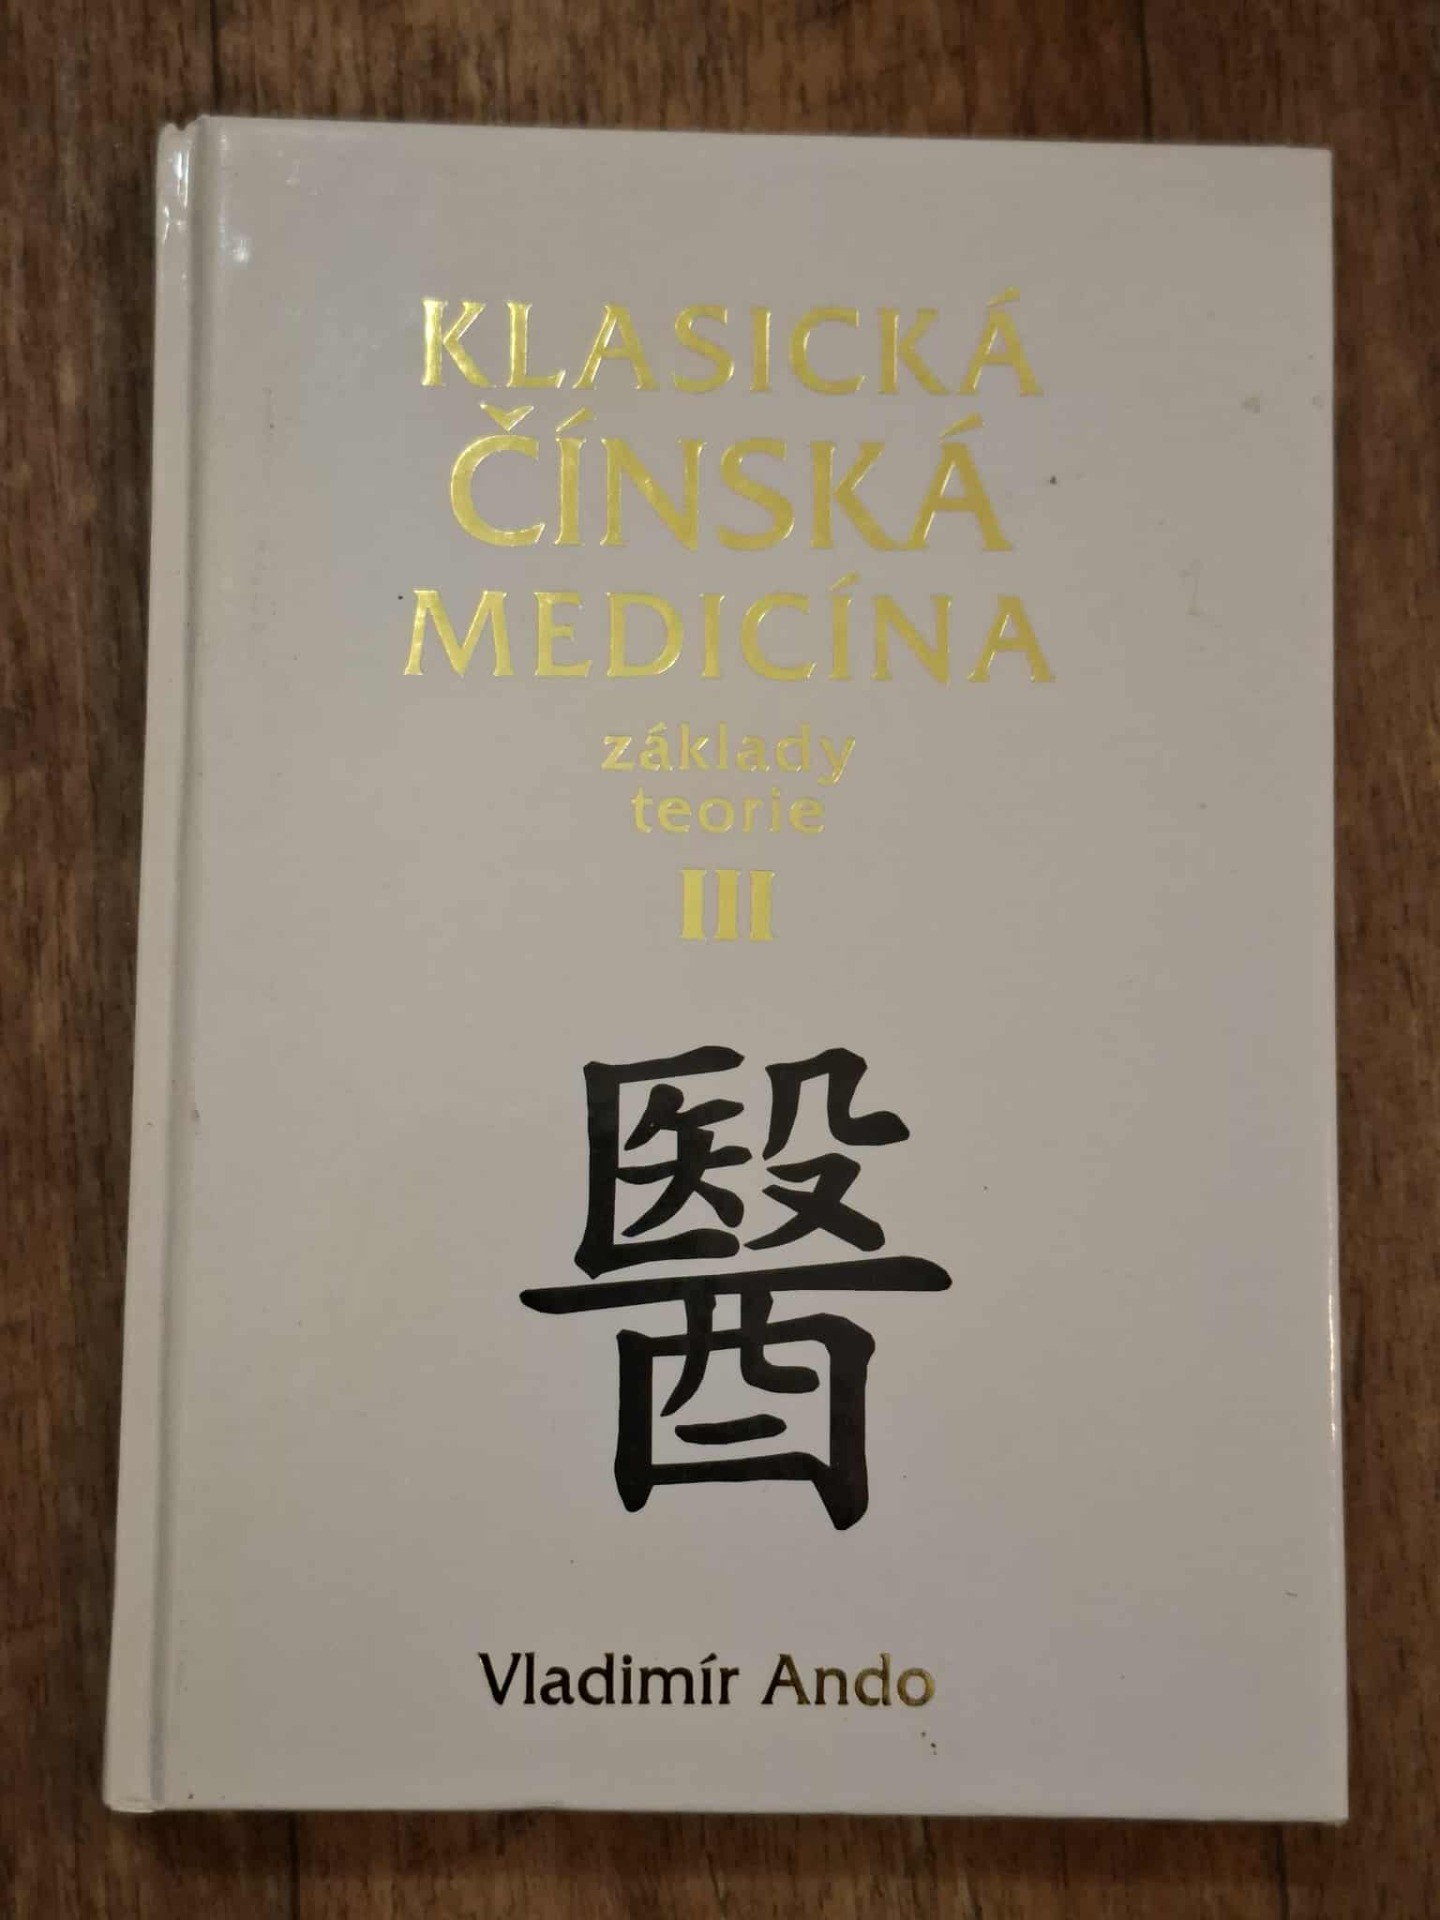 KLASICKÁ
ČÍNSKÁ
MEDICÍNA
základy
teorie
III
醫
Vladimír Ando